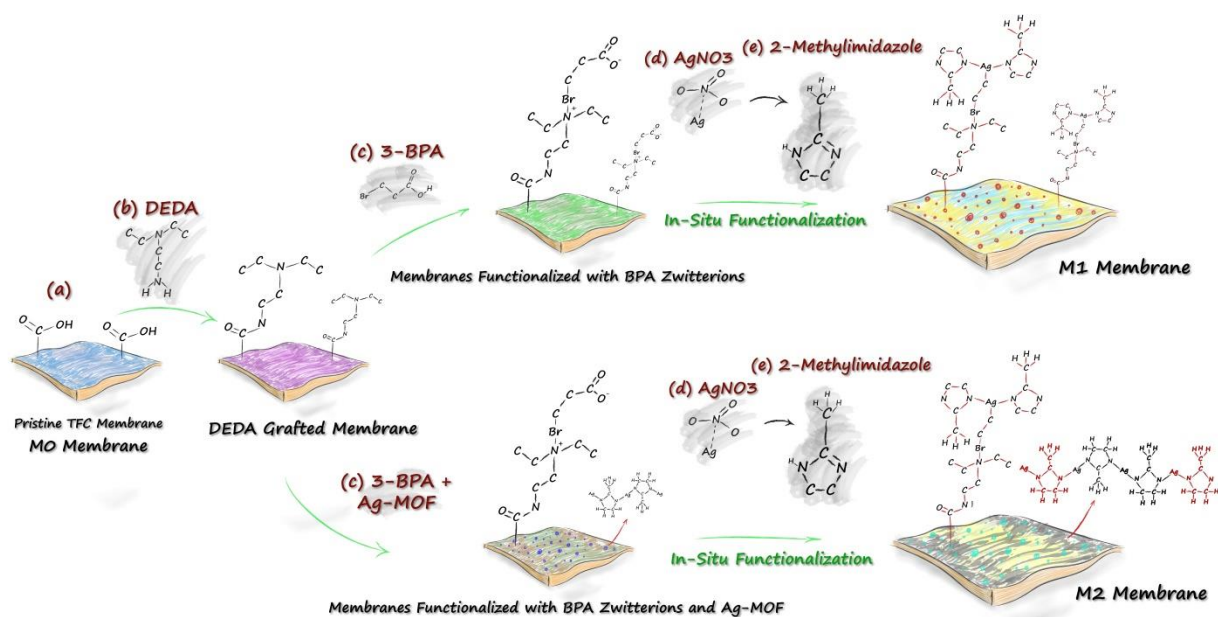 (a)
Pristine TFC Membrane
MO Membrane
(b) DEDA
DEDA Grafted Membrane
(c) 3-BPA
Membranes Functionalized with BPA Zwitterions
(d) AgNO3
(e) 2-Methylimidazole
In-Situ Functionalization
M1 Membrane
(c) 3-BPA +
Ag-MOF
Membranes Functionalized with BPA Zwitterions and Ag-MOF
(d) AgNO3
(e) 2-Methylimidazole
In-Situ Functionalization
M2 Membrane